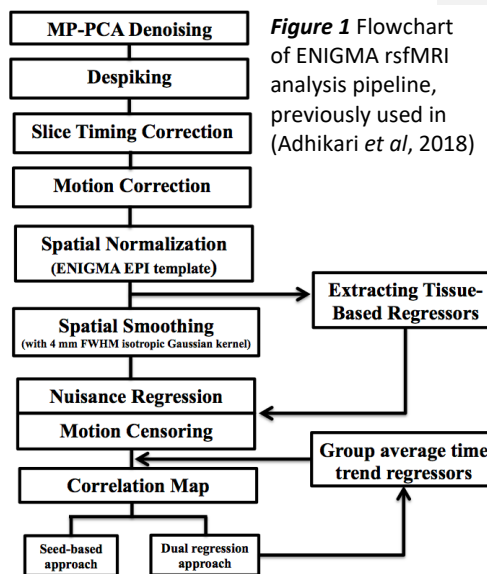 MP-PCA Denoising
Despiking
Slice Timing Correction
Motion Correction
Spatial Normalization
(ENIGMA EPI template)
Spatial Smoothing
(with 4 mm FWHM isotropic Gaussian kernel)
Nuisance Regression
Motion Censoring
Correlation Map
Seed-based
approach
Dual regression
approach
Extracting Tissue-
Based Regressors
Group average time
trend regressors
Figure 1 Flowchart
of ENIGMA rsfMRI
analysis pipeline,
previously used in
(Adhikari et al, 2018)